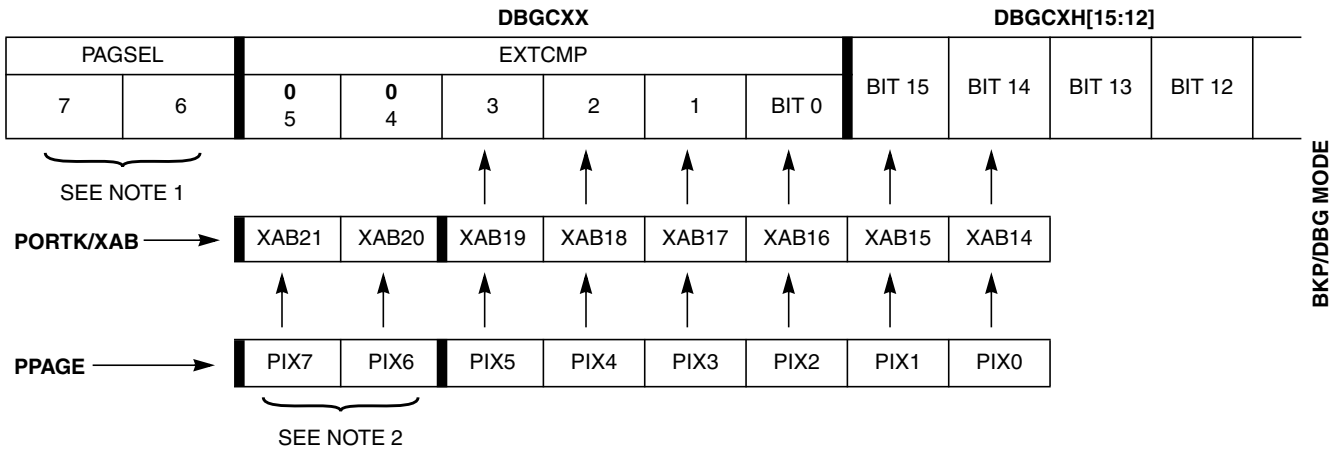 DBGCXX DBGCXH[15:12]
PAGSEL EXTCMP
BIT 15 BIT 14 BIT 13 BIT 12
0 0
7 6 5 4 3 2 1 BIT 0
SEE NOTE 1
BKP/DBG MODE
PORTK/XAB XAB21 XAB20 XAB19 XAB18 XAB17 XAB16 XAB15 XAB14
PPAGE PIX7 PIX6 PIX5 PIX4 PIX3 PIX2 PIX1 PIX0
SEE NOTE 2